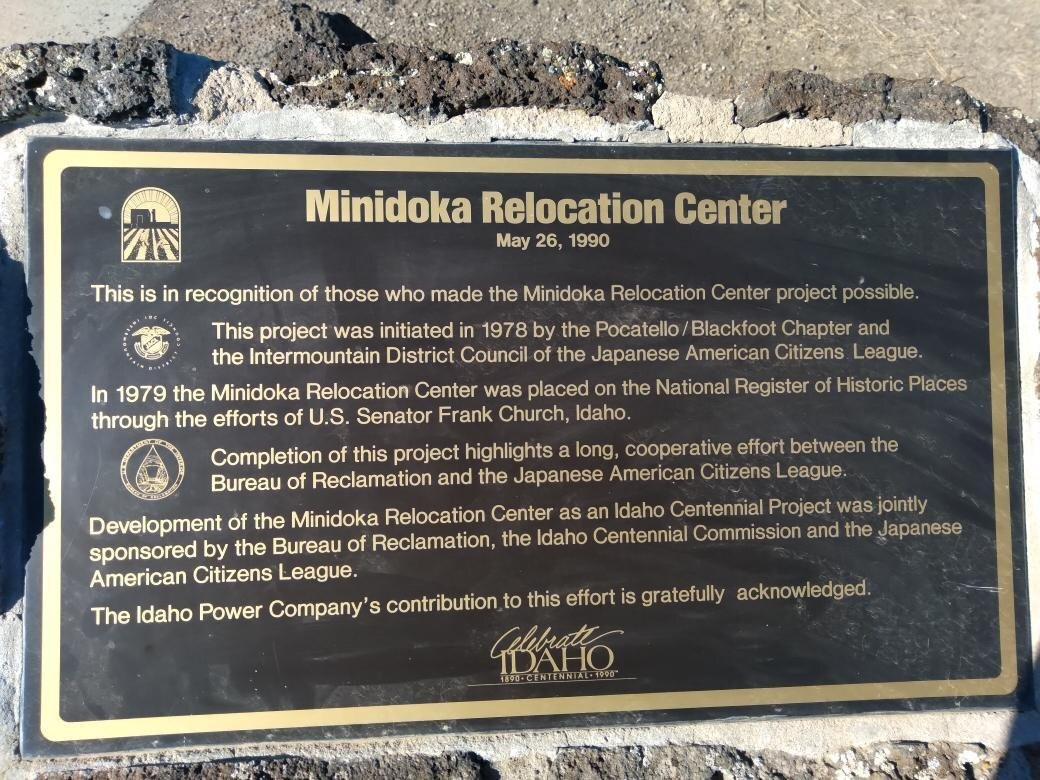 Minidoka Relocation Center
May 26, 1990
This is in recognition of those who made the Minidoka Relocation Center project possible.
This project was initiated in 1978 by the Pocatello/Blackfoot Chapter and
the Intermountain District Council of the Japanese American Citizens League.
In 1979 the Minidoka Relocation Center was placed on the National Register of Historic Places
through the efforts of U.S. Senator Frank Church, Idaho.
Completion of this project highlights a long, cooperative effort between the
Bureau of Reclamation and the Japanese American Citizens League.
Development of the Minidoka Relocation Center as an Idaho Centennial Project was jointly
sponsored by the Bureau of Reclamation, the Idaho Centennial Commission and the Japanese
American Citizens League.
The Idaho Power Company's contribution to this effort is gratefully acknowledged.
Celebrate
IDAHO
1890•CENTENNIAL•1990